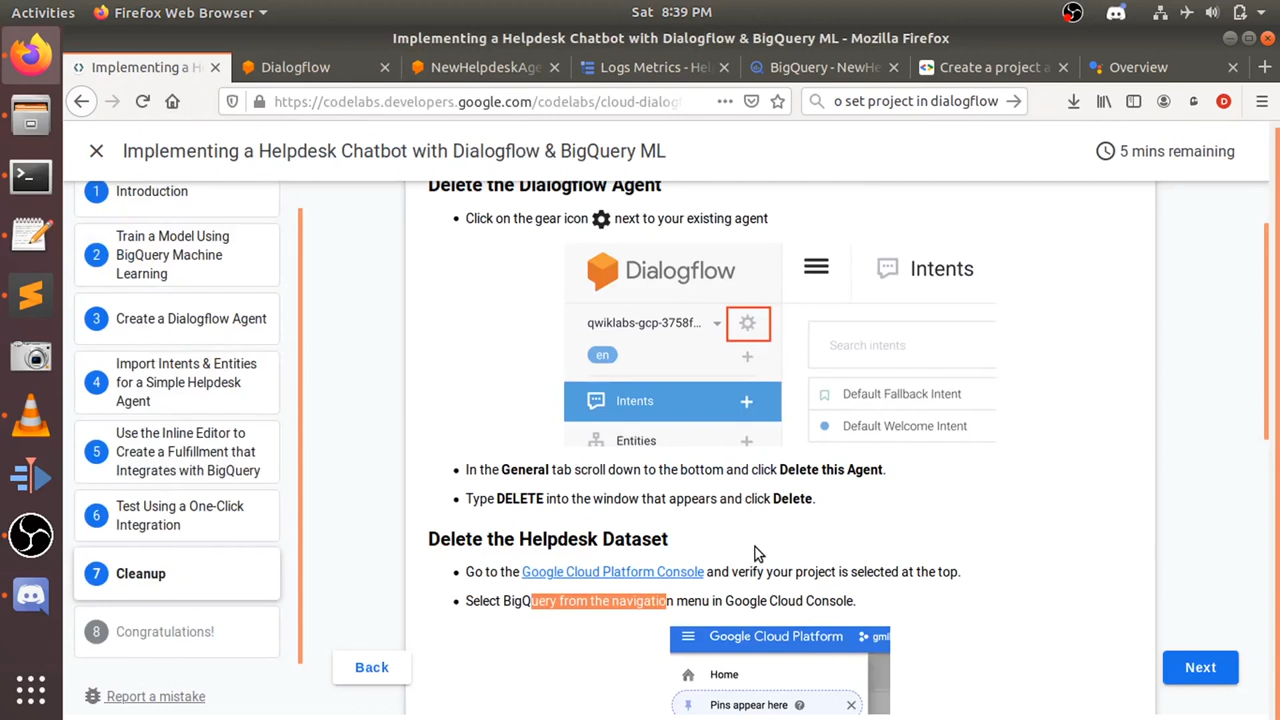 Activities
Firefox Web Browser
Sat 8:39 PM
Implementing a Helpdesk Chatbot with Dialogflow & BigQuery ML - Mozilla Firefox
Implementing a H
Dialogflow
NewHelpdeskAge
Logs Metrics - Help
BigQuery - NewHe
Create a project a
Overview
https://codelabs.developers.google.com/codelabs/cloud-dialogf
o set project in dialogflow
Implementing a Helpdesk Chatbot with Dialogflow & BigQuery ML
5 mins remaining
1 Introduction
2 Train a Model Using
BigQuery Machine
Learning
3 Create a Dialogflow Agent
4 Import Intents & Entities
for a Simple Helpdesk
Agent
5 Use the Inline Editor to
Create a Fulfillment that
Integrates with BigQuery
6 Test Using a One-Click
Integration
7 Cleanup
8 Congratulations!
Report a mistake
Delete the Dialogflow Agent
• Click on the gear icon next to your existing agent
Dialogflow
Intents
qwiklabs-gcp-3758f...
en
Search intents
Intents
Default Fallback Intent
Default Welcome Intent
Entities
• In the General tab scroll down to the bottom and click Delete this Agent.
• Type DELETE into the window that appears and click Delete.
Delete the Helpdesk Dataset
• Go to the Google Cloud Platform Console and verify your project is selected at the top.
• Select BigQuery from the navigation menu in Google Cloud Console.
Google Cloud Platform
gmi
Home
Pins appear here
Back
Next